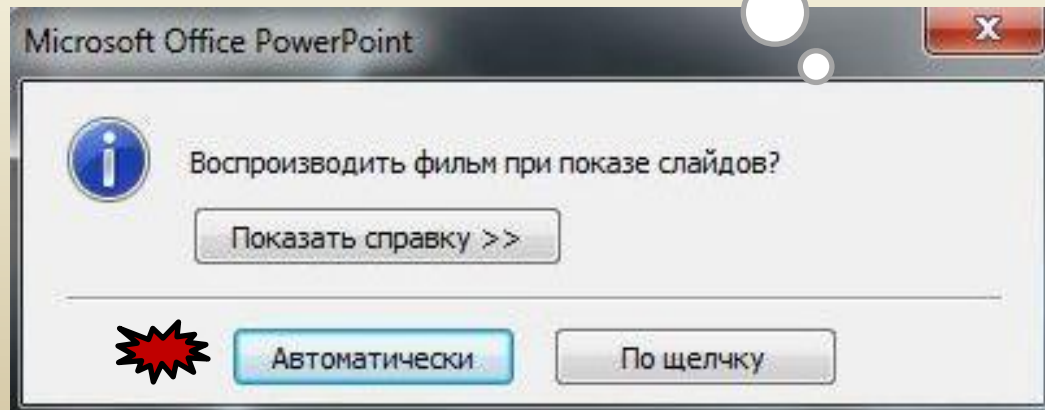 Microsoft Office PowerPoint
Воспроизводить фильм при показе слайдов?
Показать справку >>
Автоматически
По щелчку